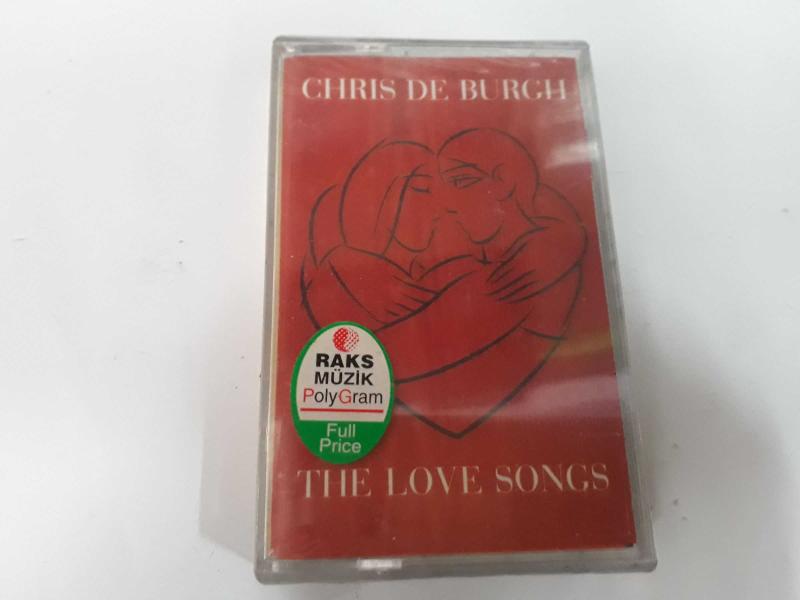 CHRIS DE BURGH
RAKS
MÜZİK
PolyGram
Full
Price
THE LOVE SONGS